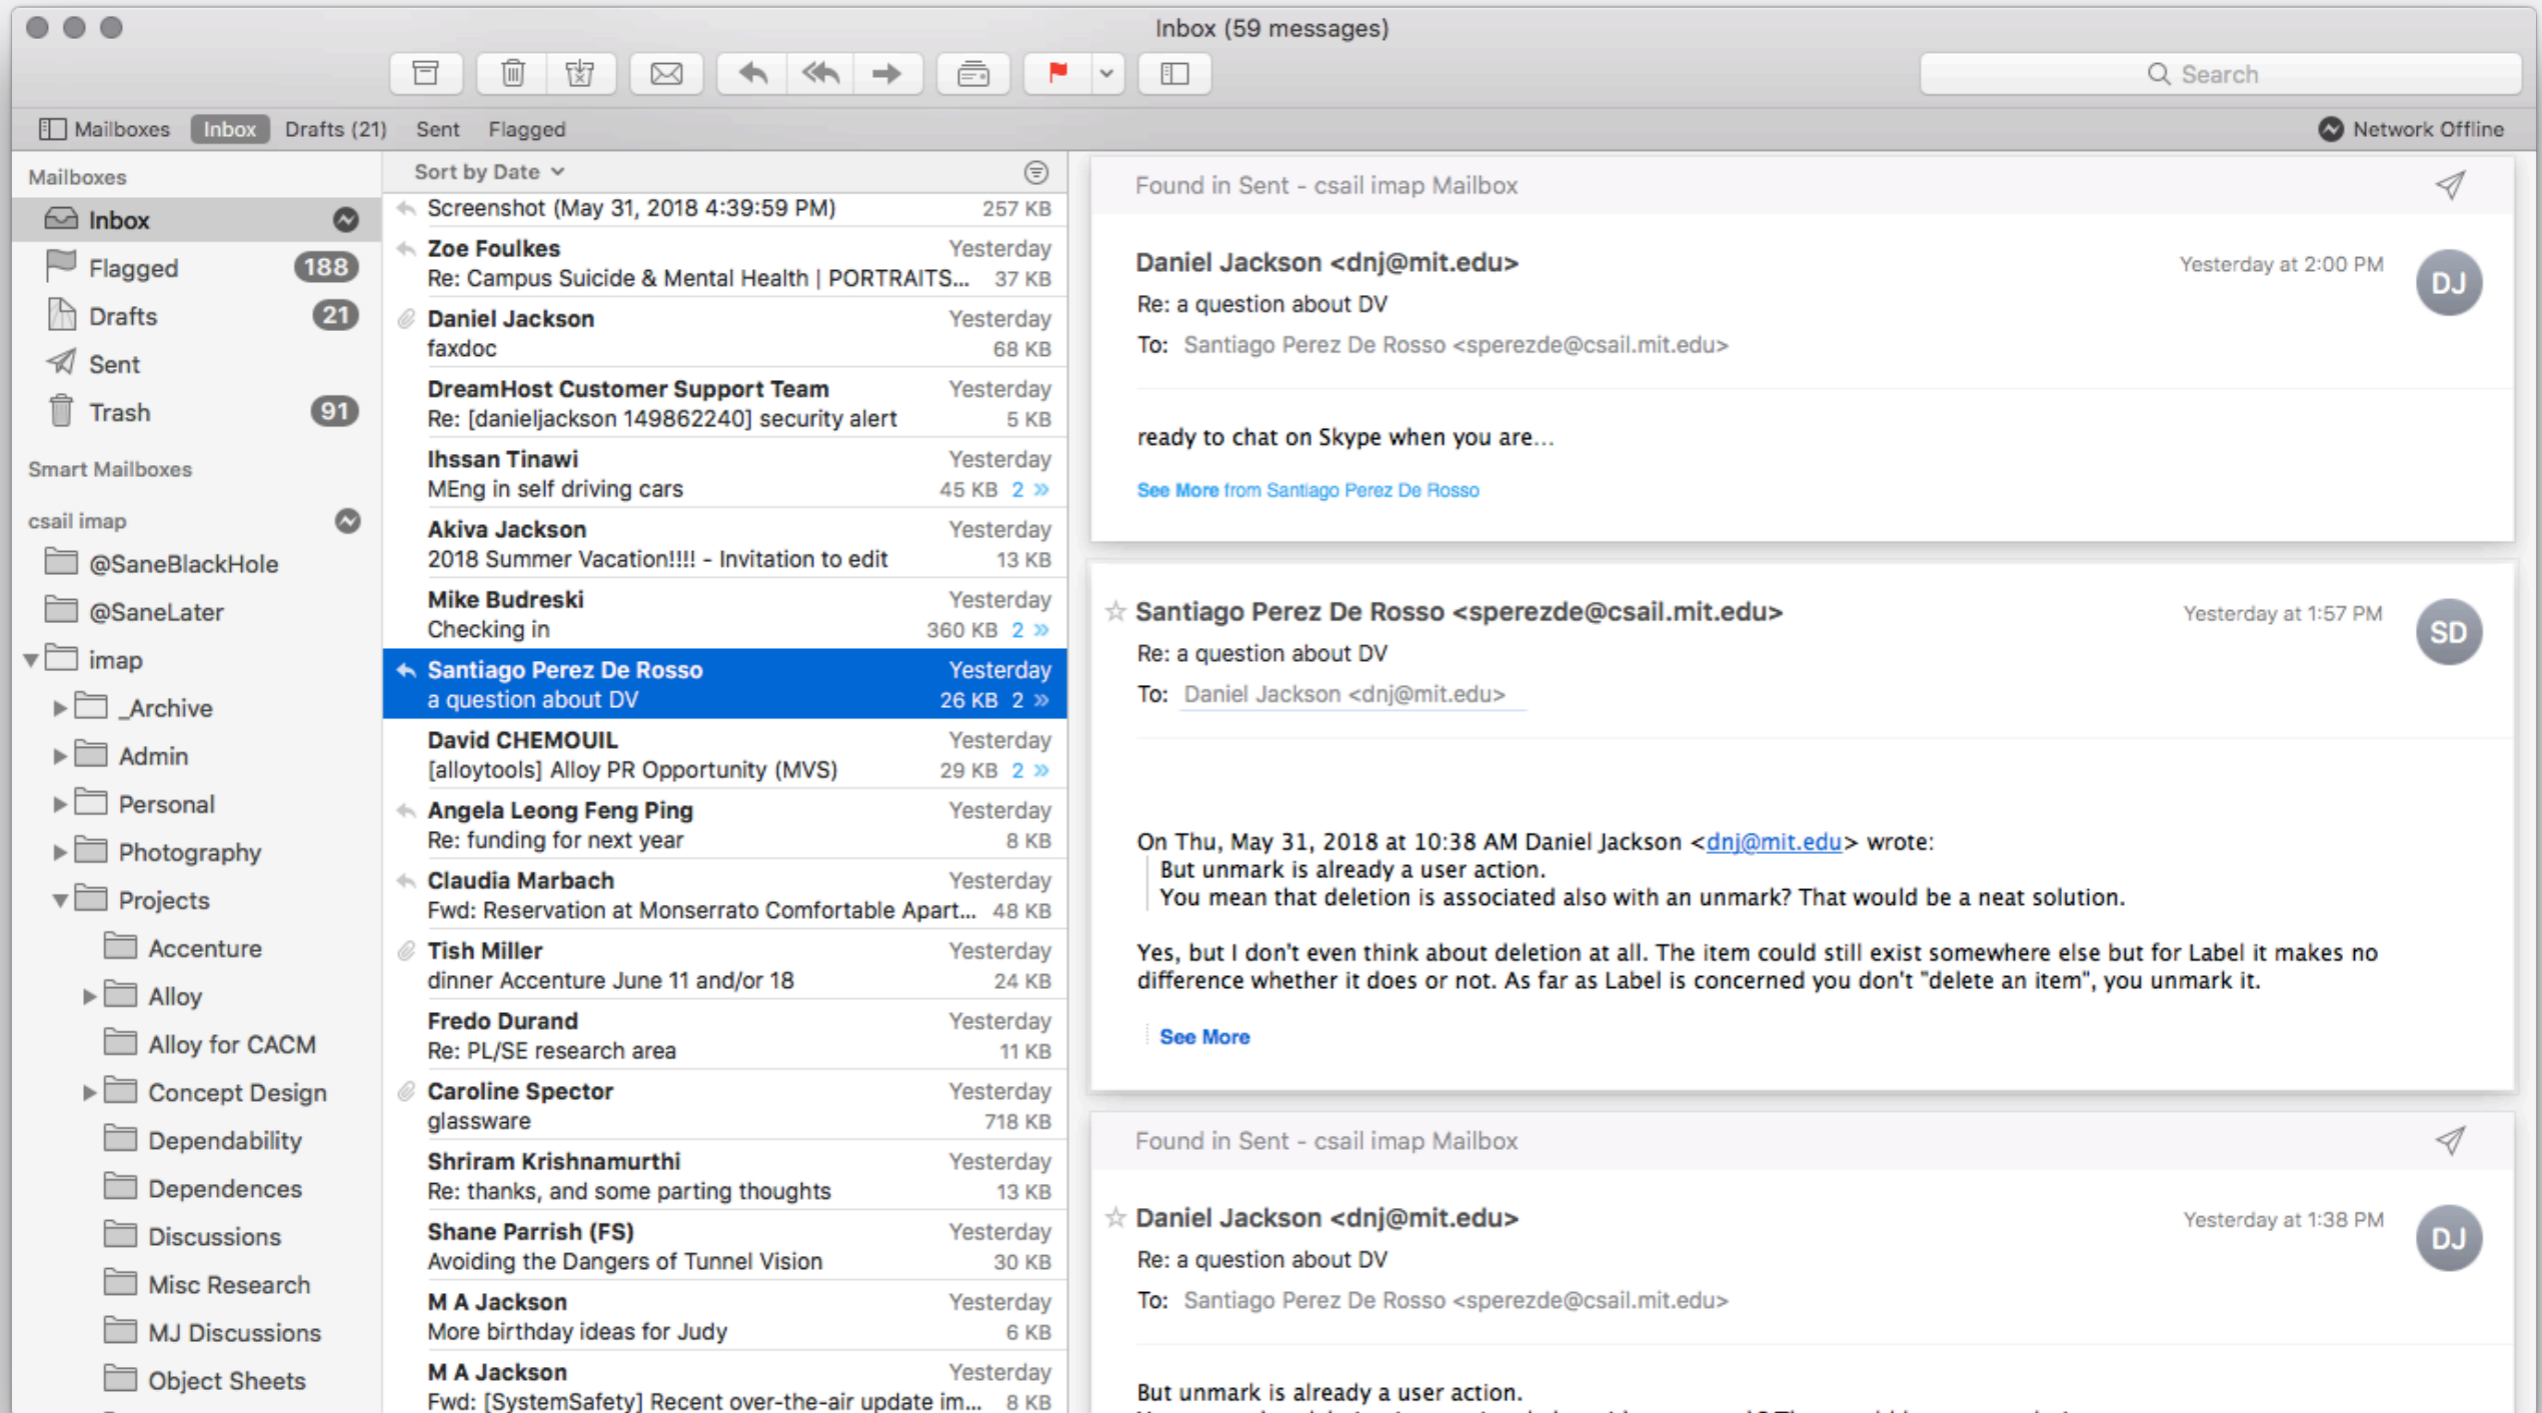 Inbox (59 messages)
Search
Mailboxes Inbox Drafts (21) Sent Flagged
Network Offline
Mailboxes
Inbox
Flagged 188
Drafts 21
Sent
Trash 91
Smart Mailboxes
csail imap
@SaneBlackHole
@SaneLater
imap
_Archive
Admin
Personal
Photography
Projects
Accenture
Alloy
Alloy for CACM
Concept Design
Dependability
Dependences
Discussions
Misc Research
MJ Discussions
Object Sheets
Sort by Date
Screenshot (May 31, 2018 4:39:59 PM) 257 KB
Zoe Foulkes Yesterday
Re: Campus Suicide & Mental Health | PORTRAITS... 37 KB
Daniel Jackson Yesterday
faxdoc 68 KB
DreamHost Customer Support Team Yesterday
Re: [danieljackson 149862240] security alert 5 KB
Ihssan Tinawi Yesterday
MEng in self driving cars 45 KB 2 »
Akiva Jackson Yesterday
2018 Summer Vacation!!!! - Invitation to edit 13 KB
Mike Budreski Yesterday
Checking in 360 KB 2 »
Santiago Perez De Rosso Yesterday
a question about DV 26 KB 2 »
David CHEMOUIL Yesterday
[alloytools] Alloy PR Opportunity (MVS) 29 KB 2 »
Angela Leong Feng Ping Yesterday
Re: funding for next year 8 KB
Claudia Marbach Yesterday
Fwd: Reservation at Monserrato Comfortable Apart... 48 KB
Tish Miller Yesterday
dinner Accenture June 11 and/or 18 24 KB
Fredo Durand Yesterday
Re: PL/SE research area 11 KB
Caroline Spector Yesterday
glassware 718 KB
Shriram Krishnamurthi Yesterday
Re: thanks, and some parting thoughts 13 KB
Shane Parrish (FS) Yesterday
Avoiding the Dangers of Tunnel Vision 30 KB
M A Jackson Yesterday
More birthday ideas for Judy 6 KB
M A Jackson Yesterday
Fwd: [SystemSafety] Recent over-the-air update im... 8 KB
Found in Sent - csail imap Mailbox
Daniel Jackson <dnj@mit.edu> Yesterday at 2:00 PM DJ
Re: a question about DV
To: Santiago Perez De Rosso <sperezde@csail.mit.edu>
ready to chat on Skype when you are...
See More from Santiago Perez De Rosso
Santiago Perez De Rosso <sperezde@csail.mit.edu> Yesterday at 1:57 PM SD
Re: a question about DV
To: Daniel Jackson <dnj@mit.edu>
On Thu, May 31, 2018 at 10:38 AM Daniel Jackson <dnj@mit.edu> wrote:
But unmark is already a user action.
You mean that deletion is associated also with an unmark? That would be a neat solution.
Yes, but I don't even think about deletion at all. The item could still exist somewhere else but for Label it makes no
difference whether it does or not. As far as Label is concerned you don't "delete an item", you unmark it.
See More
Found in Sent - csail imap Mailbox
Daniel Jackson <dnj@mit.edu> Yesterday at 1:38 PM DJ
Re: a question about DV
To: Santiago Perez De Rosso <sperezde@csail.mit.edu>
But unmark is already a user action.